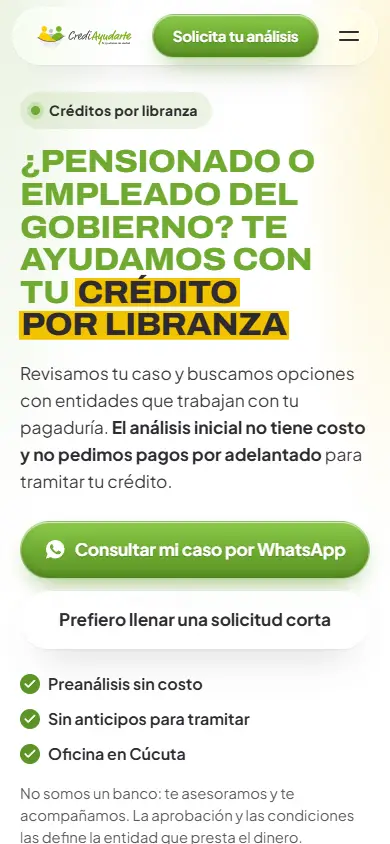 CrediAyudarte
Solicita tu análisis
Créditos por libranza
¿PENSIONADO O
EMPLEADO DEL
GOBIERNO? TE
AYUDAMOS CON
TU CRÉDITO
POR LIBRANZA
Revisamos tu caso y buscamos opciones
con entidades que trabajan con tu
pagaduría. El análisis inicial no tiene costo
y no pedimos pagos por adelantado para
tramitar tu crédito.
Consultar mi caso por WhatsApp
Prefiero llenar una solicitud corta
Preanálisis sin costo
Sin anticipos para tramitar
Oficina en Cúcuta
No somos un banco: te asesoramos y te
acompañamos. La aprobación y las condiciones
las define la entidad que presta el dinero.